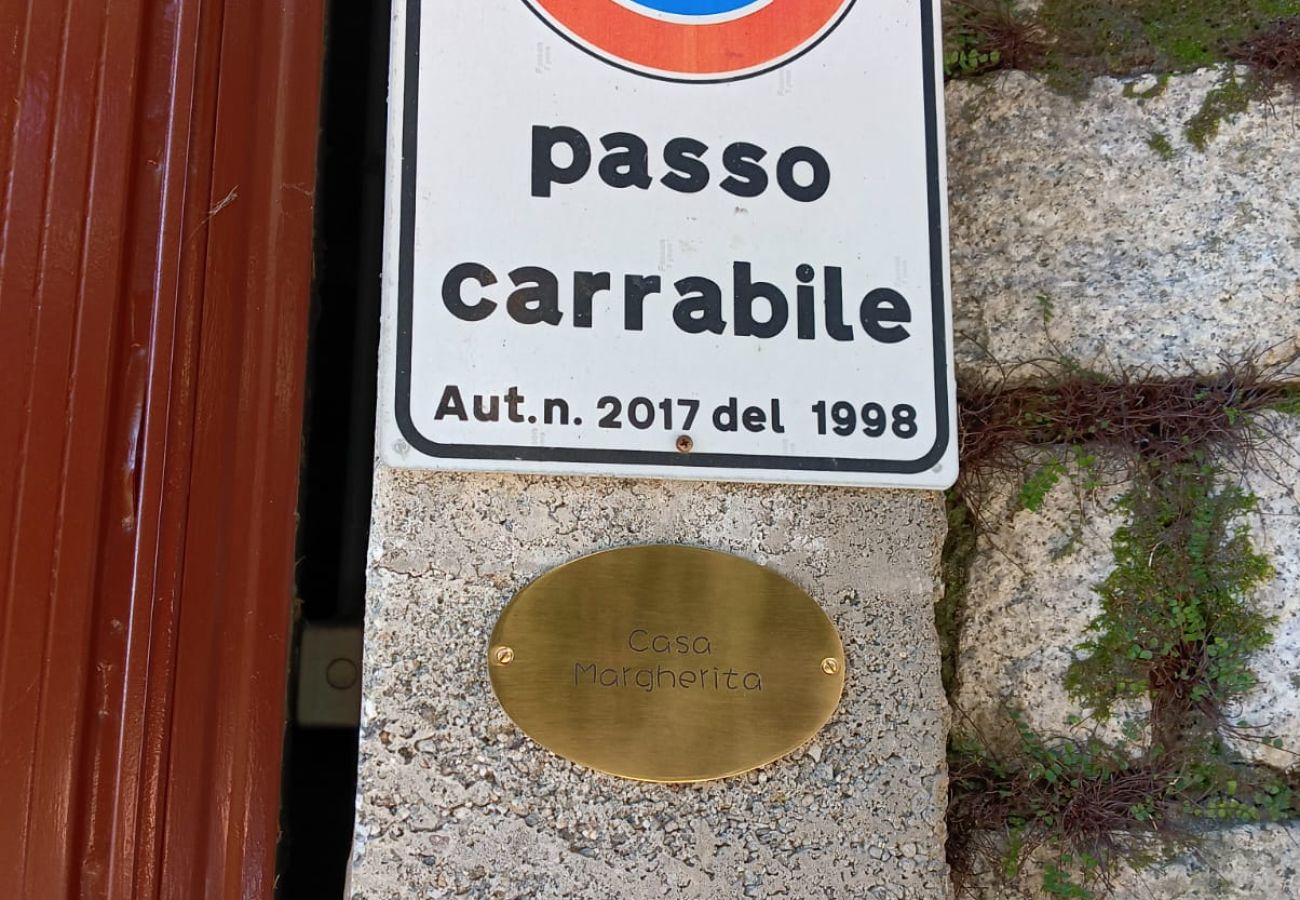 passo
carrabile
Aut.n. 2017 del 1998
Casa
Margherita